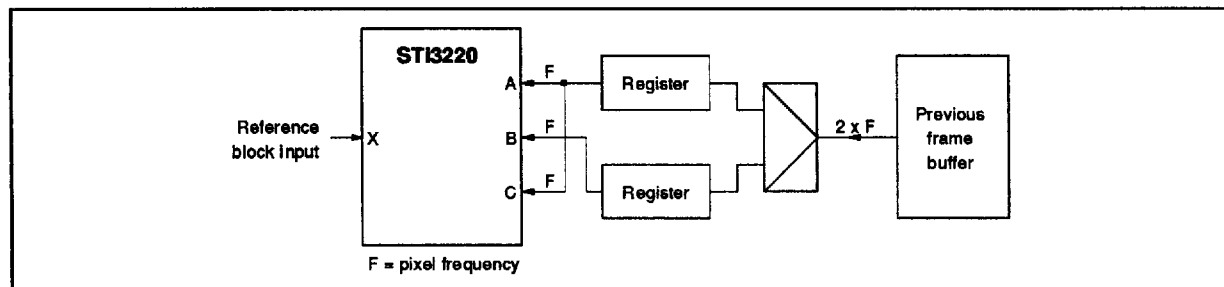 STI3220
A
F
Register
B
F
C
F
X
Reference
block input
Register
2 x F
Previous
frame
buffer
F = pixel frequency